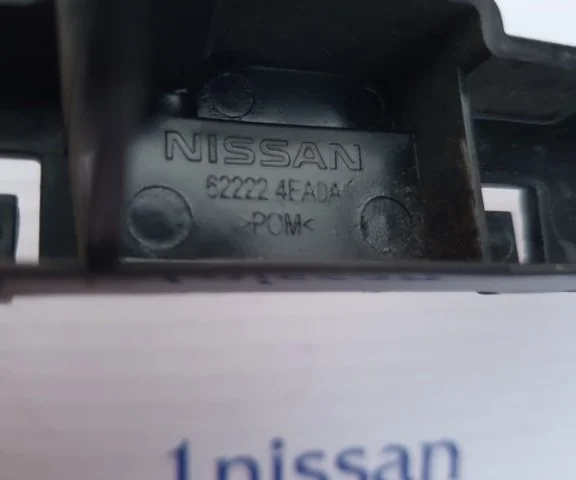 NISSAN
62222 4EA0A
>POM<
1nissan